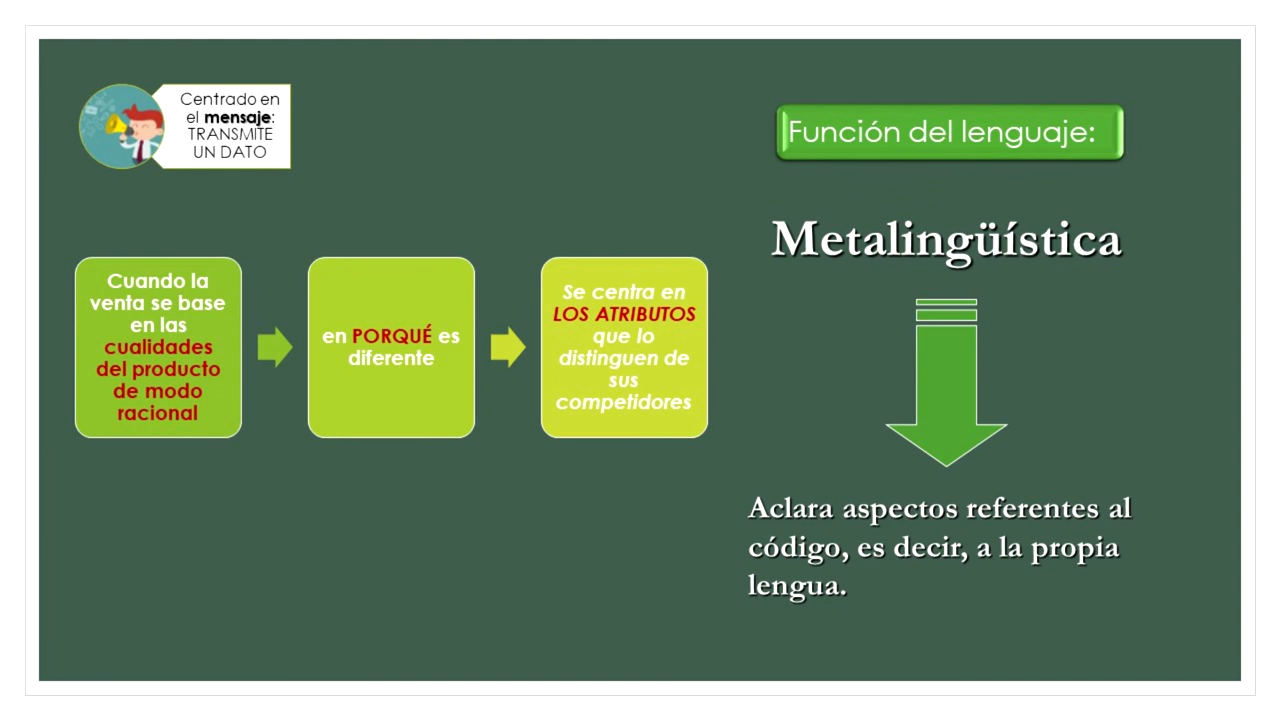 Centrado en
el mensaje:
TRANSMITE
UN DATO
Cuando la
venta se base
en las
cualidades
del producto
de modo
racional
en PORQUÉ es
diferente
Se centra en
LOS ATRIBUTOS
que lo
distinguen de
sus
competidores
Función del lenguaje:
Metalingüística
Aclara aspectos referentes al
código, es decir, a la propia
lengua.